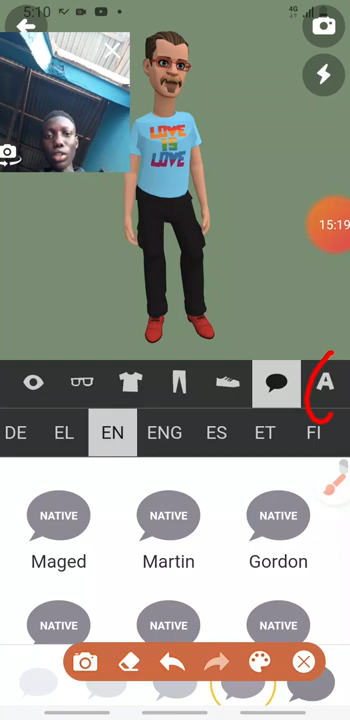 5:10
4G
LOVE
IS
LOVE
15:19
A
DE EL EN ENG ES ET FI
NATIVE NATIVE NATIVE
Maged Martin Gordon
NATIVE NATIVE NATIVE